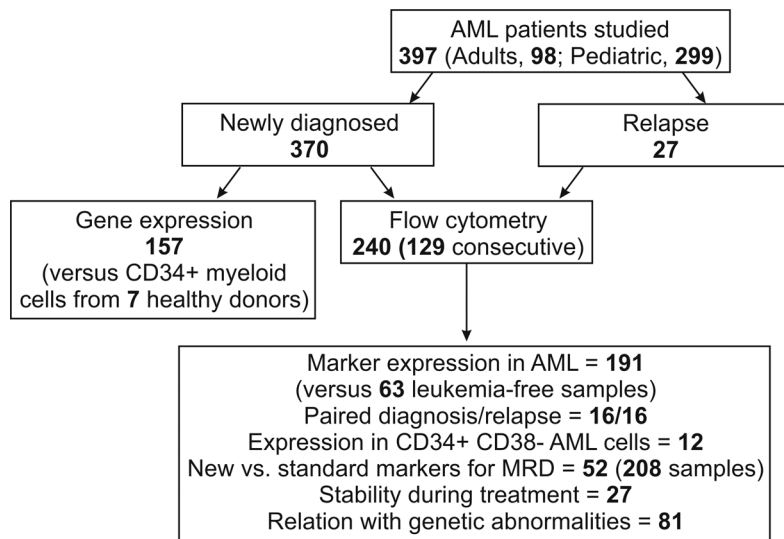 AML patients studied
397 (Adults, 98; Pediatric, 299)
Newly diagnosed
370
Relapse
27
Gene expression
157
(versus CD34+ myeloid
cells from 7 healthy donors)
Flow cytometry
240 (129 consecutive)
Marker expression in AML = 191
(versus 63 leukemia-free samples)
Paired diagnosis/relapse = 16/16
Expression in CD34+ CD38- AML cells = 12
New vs. standard markers for MRD = 52 (208 samples)
Stability during treatment = 27
Relation with genetic abnormalities = 81